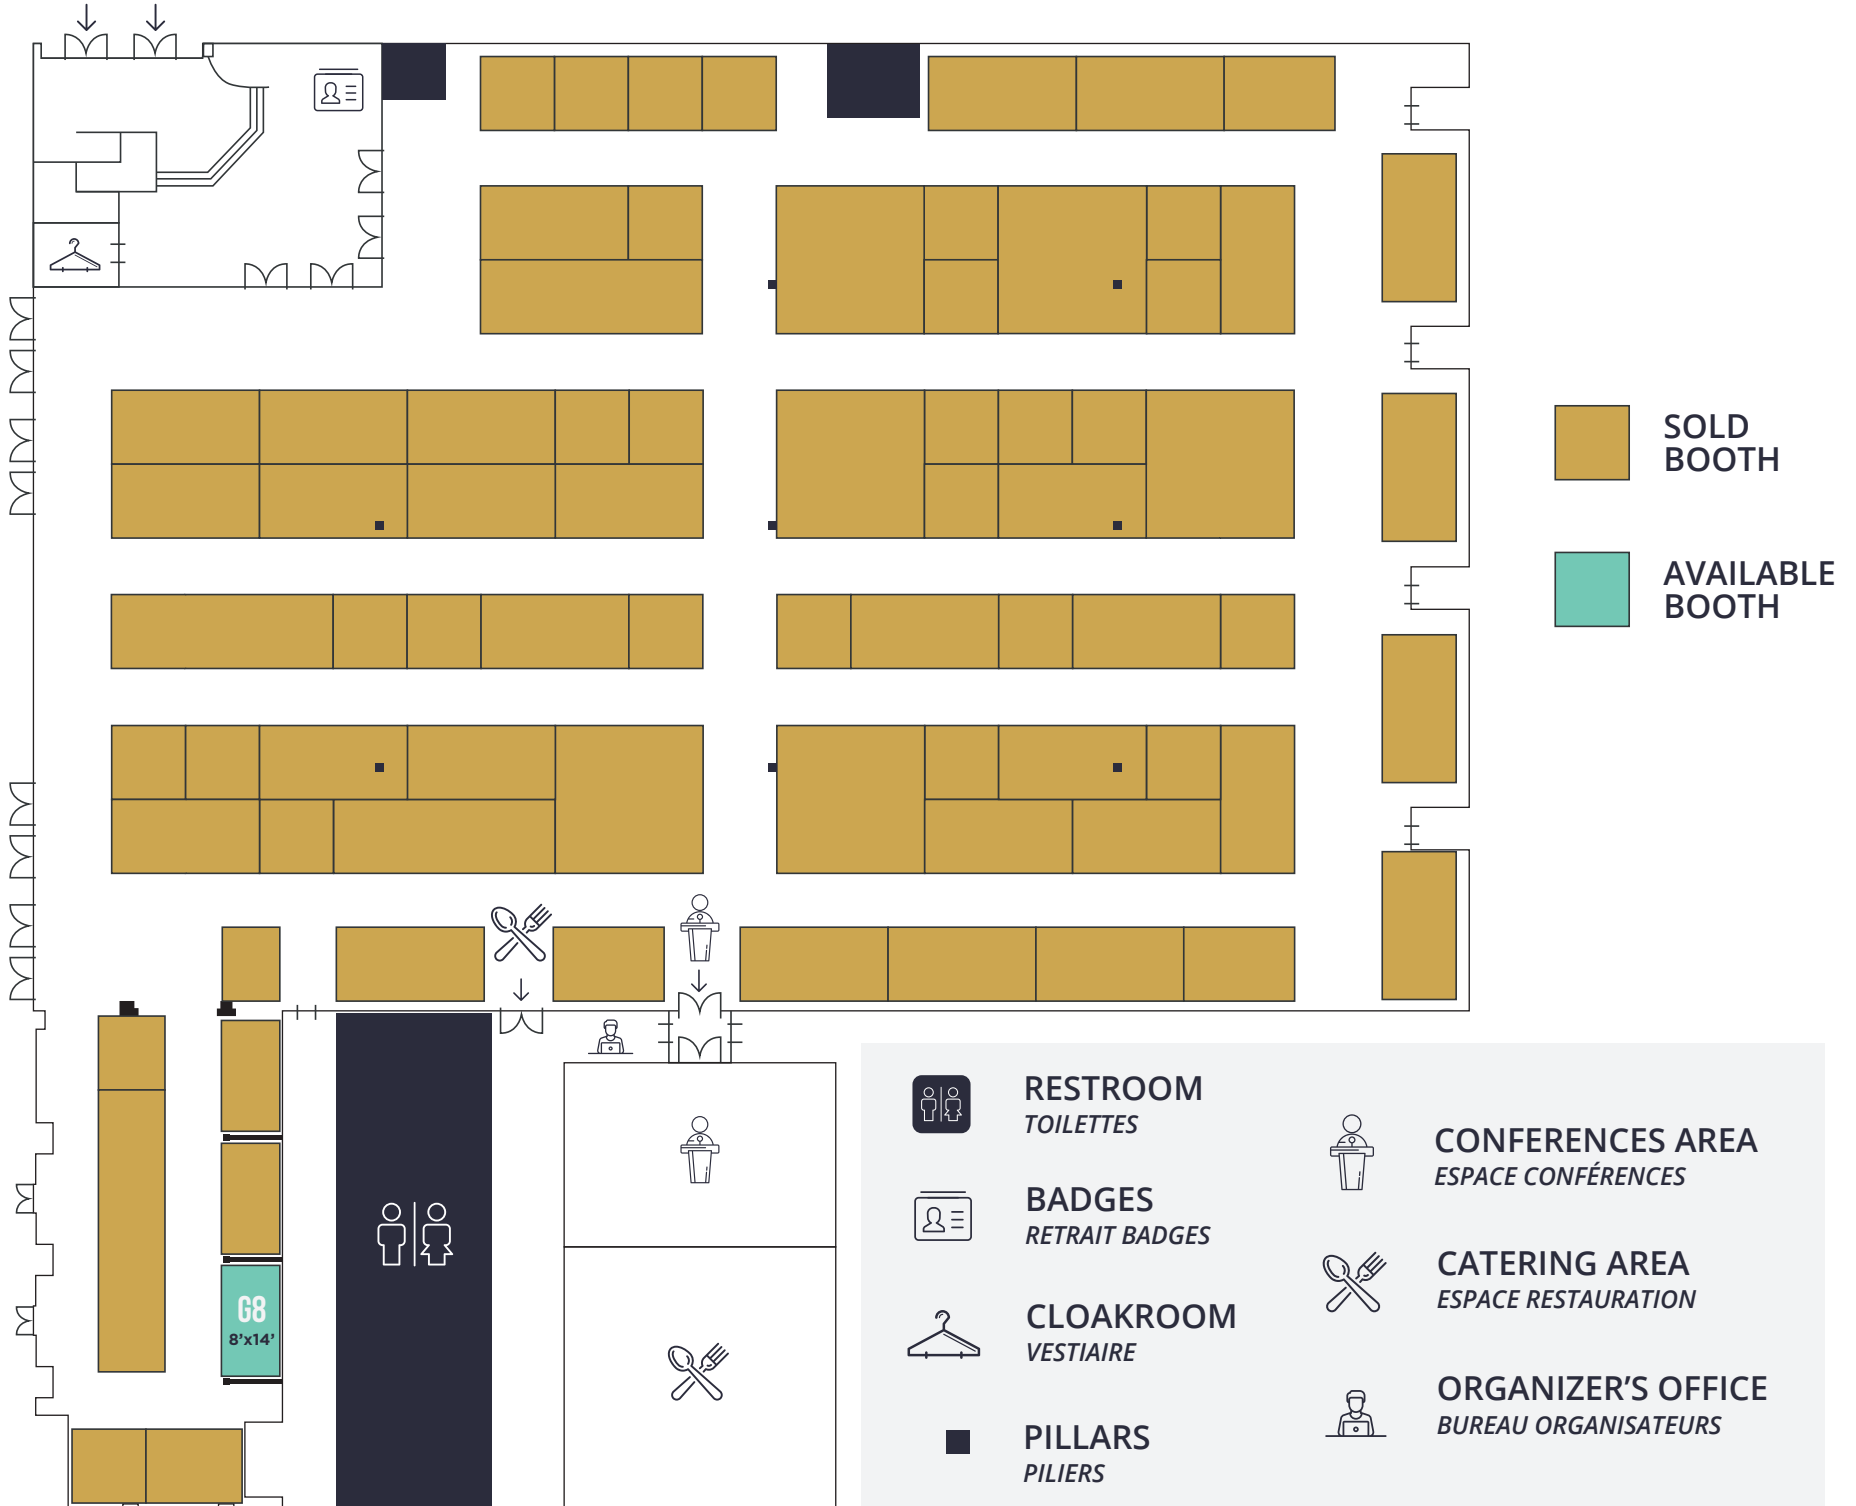 SOLD
BOOTH
AVAILABLE
BOOTH
G8
8’x14’
RESTROOM
TOILETTES
BADGES
RETRAIT BADGES
CLOAKROOM
VESTIAIRE
PILLARS
PILIERS
CONFERENCES AREA
ESPACE CONFÉRENCES
CATERING AREA
ESPACE RESTAURATION
ORGANIZER’S OFFICE
BUREAU ORGANISATEURS